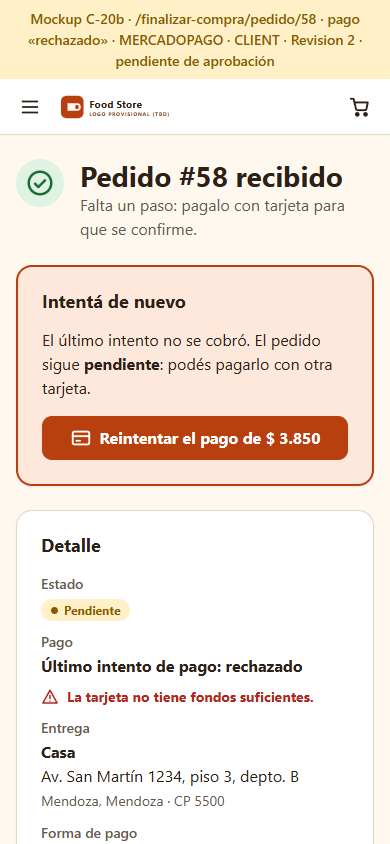 Mockup C-20b · /finalizar-compra/pedido/58 · pago
«rechazado» · MERCADOPAGO · CLIENT · Revision 2 ·
pendiente de aprobación
Food Store
LOGO PROVISIONAL (TBD)
Pedido #58 recibido
Falta un paso: pagalo con tarjeta para
que se confirme.
Intentá de nuevo
El último intento no se cobró. El pedido
sigue pendiente: podés pagarlo con otra
tarjeta.
Reintentar el pago de $ 3.850
Detalle
Estado
Pendiente
Pago
Último intento de pago: rechazado
La tarjeta no tiene fondos suficientes.
Entrega
Casa
Av. San Martín 1234, piso 3, depto. B
Mendoza, Mendoza · CP 5500
Forma de pago